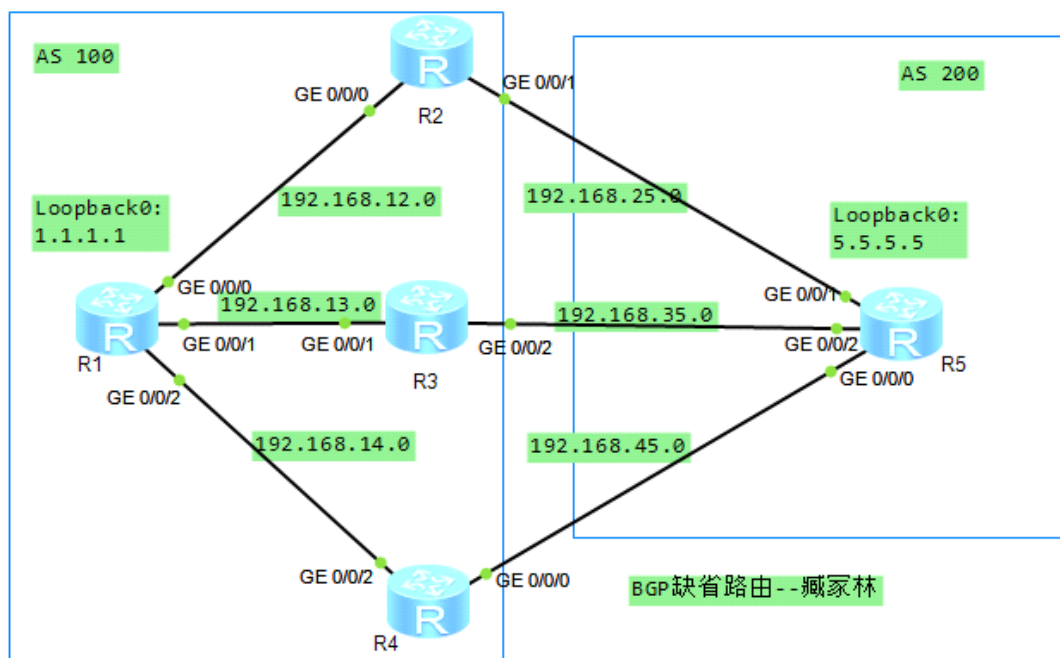 AS 100
R
R2
GE 0/0/0
GE 0/0/1
AS 200
192.168.12.0
192.168.25.0
Loopback0:
1.1.1.1
Loopback0:
5.5.5.5
GE 0/0/0
192.168.13.0
R
R1
GE 0/0/1
GE 0/0/1
R
R3
GE 0/0/2
192.168.35.0
GE 0/0/1
GE 0/0/2
R
R5
GE 0/0/0
GE 0/0/2
192.168.14.0
192.168.45.0
GE 0/0/2
GE 0/0/0
R
R4
BGP缺省路由--臧冢林